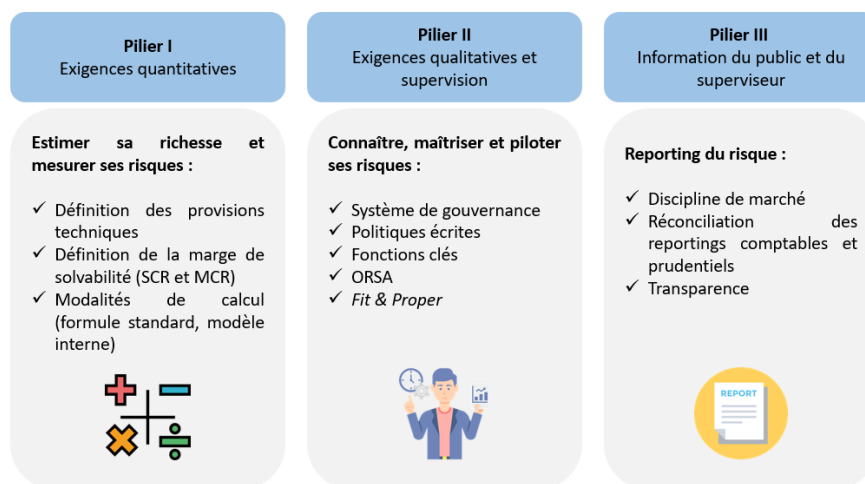 Pilier I
Exigences quantitatives
Estimer sa richesse et
mesurer ses risques :
✓ Définition des provisions
techniques
✓ Définition de la marge de
solvabilité (SCR et MCR)
✓ Modalités de calcul
(formule standard, modèle
interne)
Pilier II
Exigences qualitatives et
supervision
Connaître, maîtriser et piloter
ses risques :
✓ Système de gouvernance
✓ Politiques écrites
✓ Fonctions clés
✓ ORSA
✓ Fit & Proper
Pilier III
Information du public et du
superviseur
Reporting du risque :
✓ Discipline de marché
✓ Réconciliation des
reportings comptables et
prudentiels
✓ Transparence
REPORT